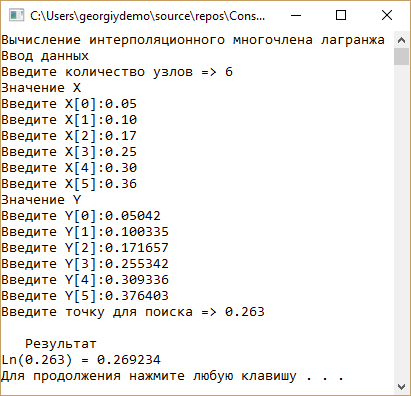 C:\Users\georgiydemo\source\repos\Cons...
Вычисление интерполяционного многочлена лагранжа
Ввод данных
Введите количество узлов => 6
Значение X
Введите X[0]:0.05
Введите X[1]:0.10
Введите X[2]:0.17
Введите X[3]:0.25
Введите X[4]:0.30
Введите X[5]:0.36
Значение Y
Введите Y[0]:0.05042
Введите Y[1]:0.100335
Введите Y[2]:0.171657
Введите Y[3]:0.255342
Введите Y[4]:0.309336
Введите Y[5]:0.376403
Введите точку для поиска => 0.263
Результат
Ln(0.263) = 0.269234
Для продолжения нажмите любую клавишу . . .